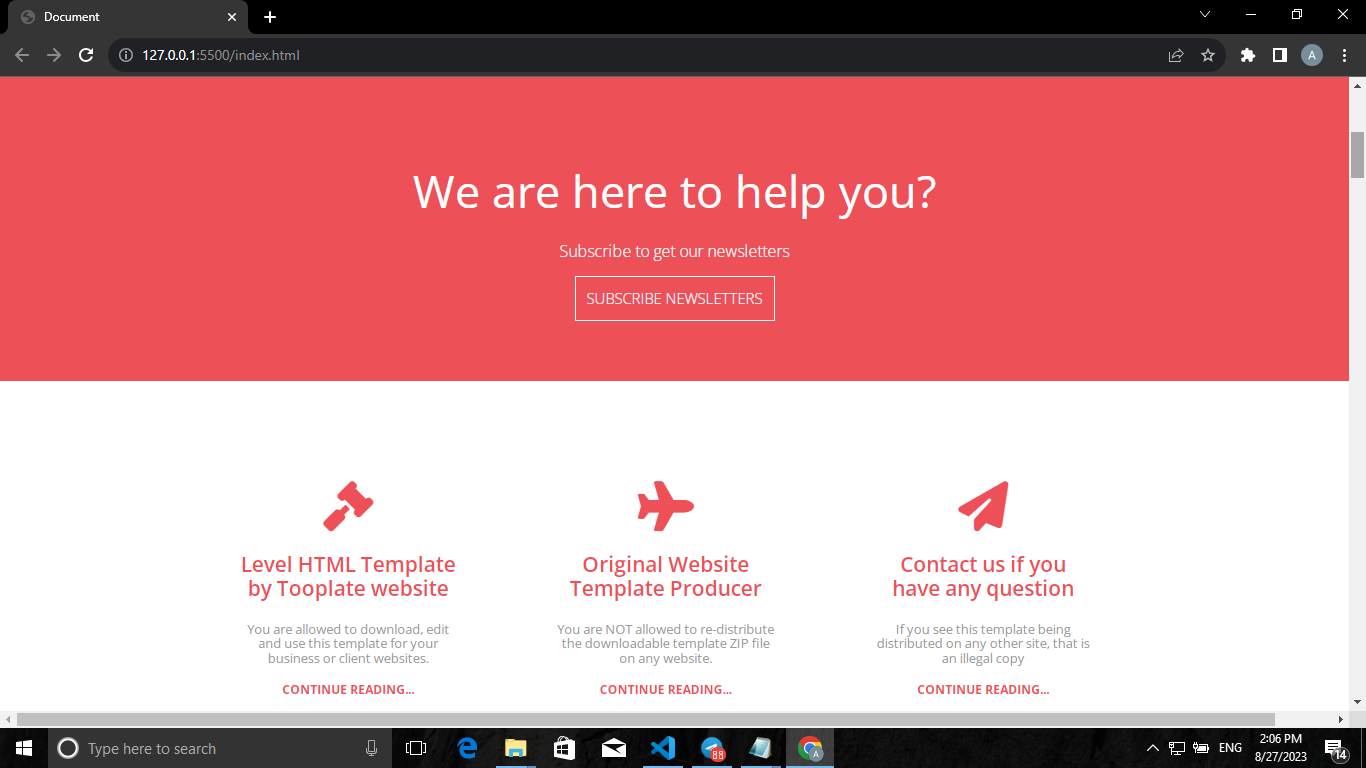 Document
127.0.0.1:5500/index.html
A
We are here to help you?
Subscribe to get our newsletters
SUBSCRIBE NEWSLETTERS
Level HTML Template
by Tooplate website
You are allowed to download, edit
and use this template for your
business or client websites.
CONTINUE READING...
Original Website
Template Producer
You are NOT allowed to re-distribute
the downloadable template ZIP file
on any website.
CONTINUE READING...
Contact us if you
have any question
If you see this template being
distributed on any other site, that is
an illegal copy
CONTINUE READING...
Type here to search
88
A
ENG
2:06 PM
8/27/2023
14